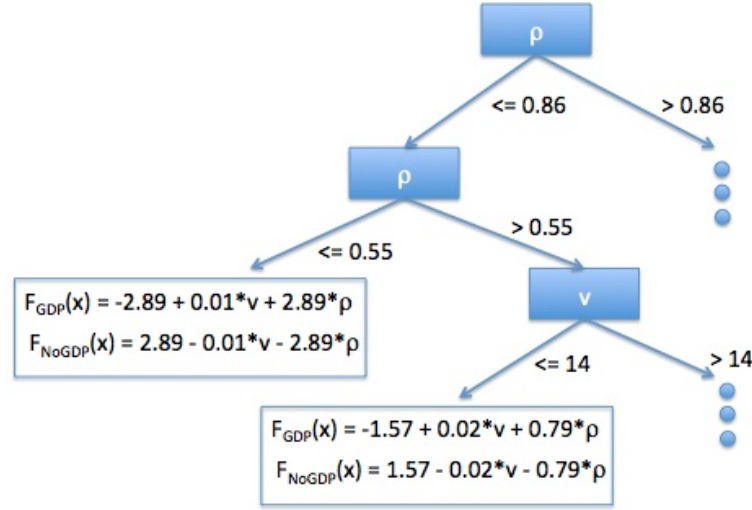 ρ
<= 0.86
> 0.86
ρ
<= 0.55
> 0.55
F_GDP(x) = -2.89 + 0.01*v + 2.89*ρ
F_NoGDP(x) = 2.89 - 0.01*v - 2.89*ρ
v
<= 14
> 14
F_GDP(x) = -1.57 + 0.02*v + 0.79*ρ
F_NoGDP(x) = 1.57 - 0.02*v - 0.79*ρ